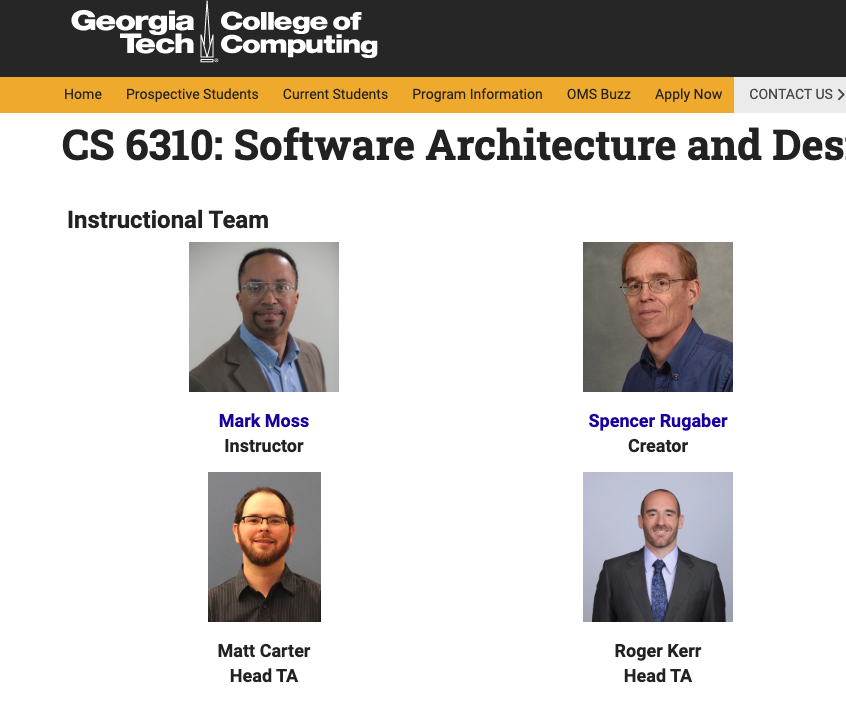 Georgia Tech
College of Computing
Home Prospective Students Current Students Program Information OMS Buzz Apply Now CONTACT US
CS 6310: Software Architecture and Des
Instructional Team
Mark Moss
Instructor
Spencer Rugaber
Creator
Matt Carter
Head TA
Roger Kerr
Head TA